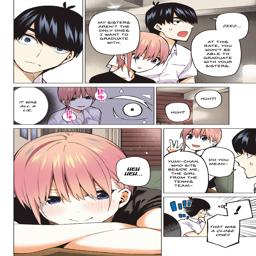 JEEZ...
AT THIS
RATE, YOU
WON'T BE
ABLE TO
GRADUATE
WITH YOUR
SISTERS.
MY SISTERS
AREN'T THE
ONLY ONES
I WANT TO
GRADUATE
WITH.
HUH?
HUH?!
IT WAS
ALL A
LIE.
DO YOU
MEAN...
YUMI-CHAN,
WHO SITS
BESIDE
ME, THE
GIRL
FROM THE
TENNIS
TEAM--
HEH
HEH...
THAT WAS
A CLOSE
ONE!!